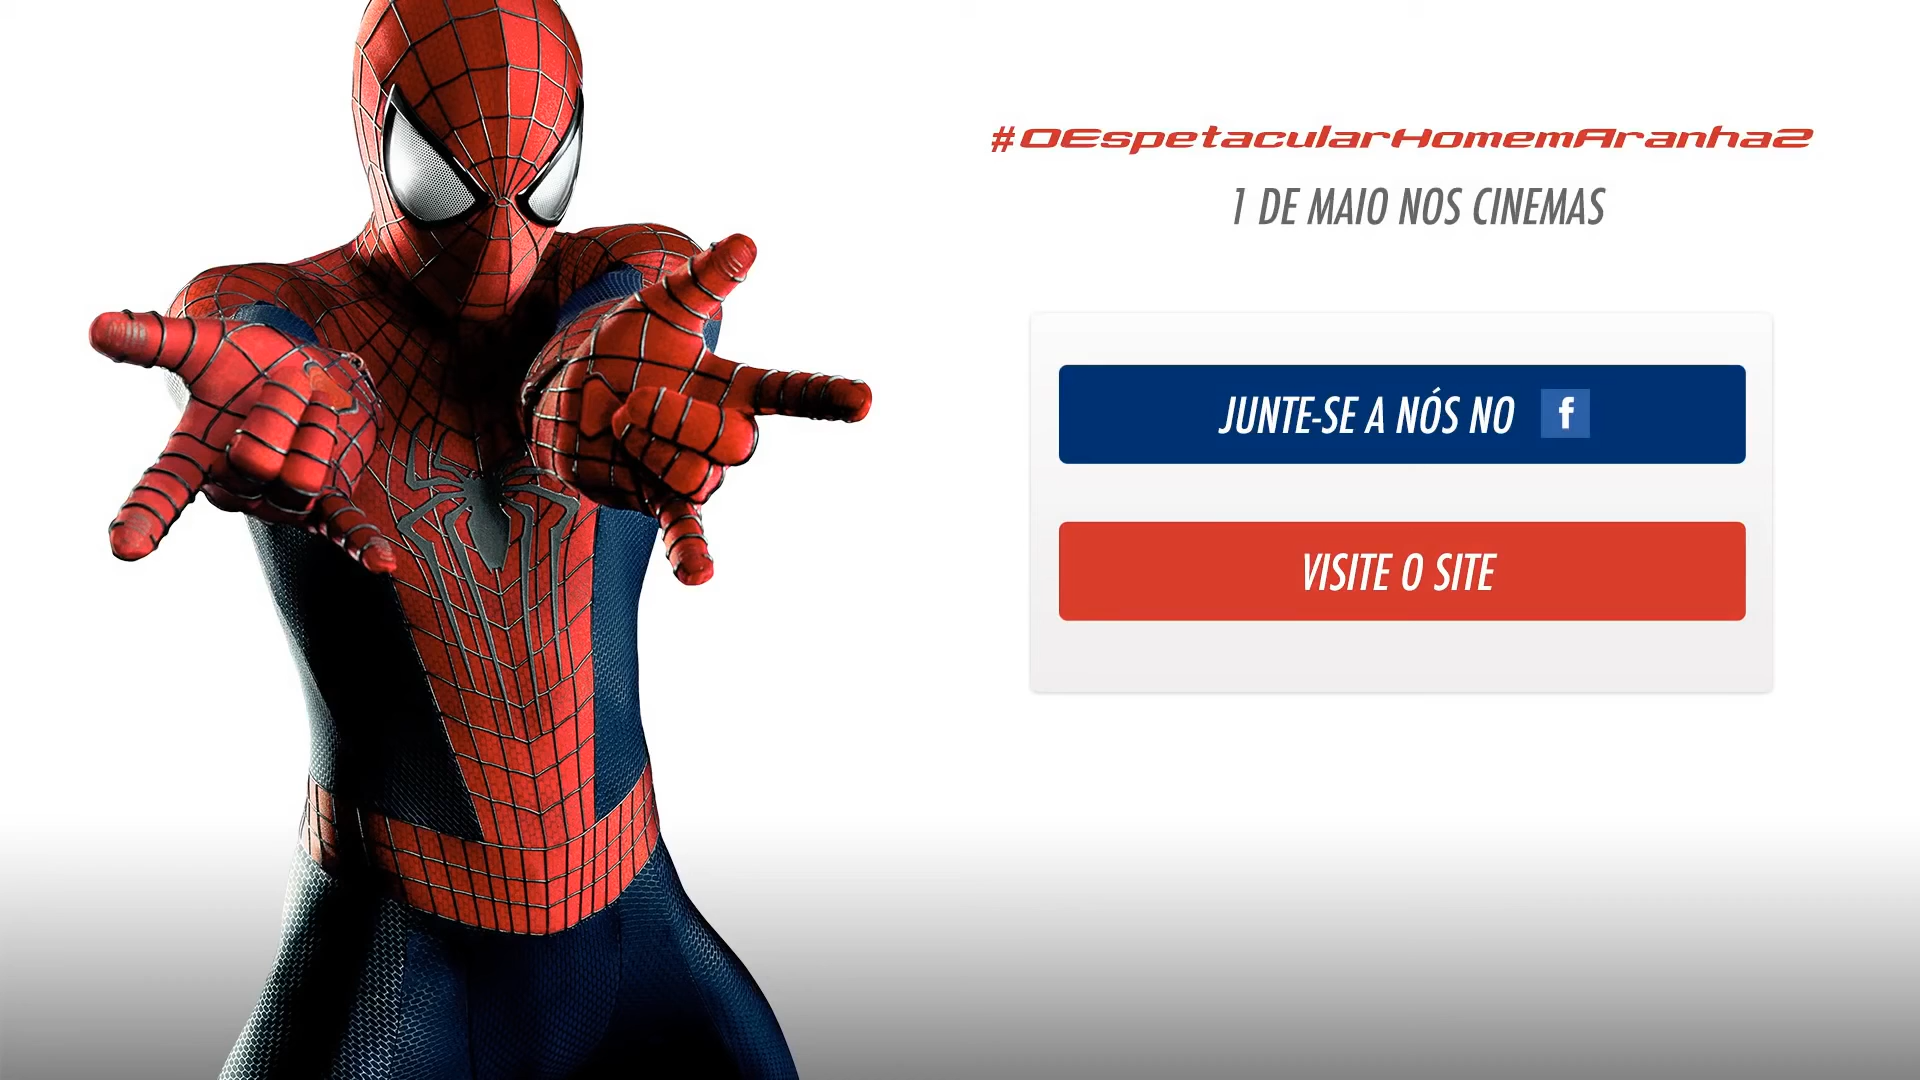 #OEspetacularHomemAranha2
1 DE MAIO NOS CINEMAS
JUNTE-SE A NÓS NO f
VISITE O SITE